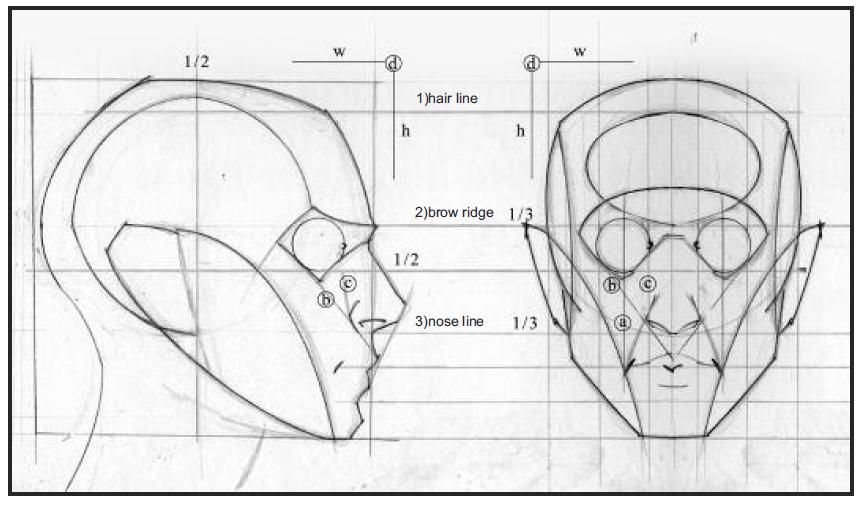 1/2
w
ⓓ
ⓓ
w
1)hair line
h
h
2)brow ridge
1/3
1/2
ⓒ
ⓑ
ⓑ
ⓒ
3)nose line
1/3
ⓐ